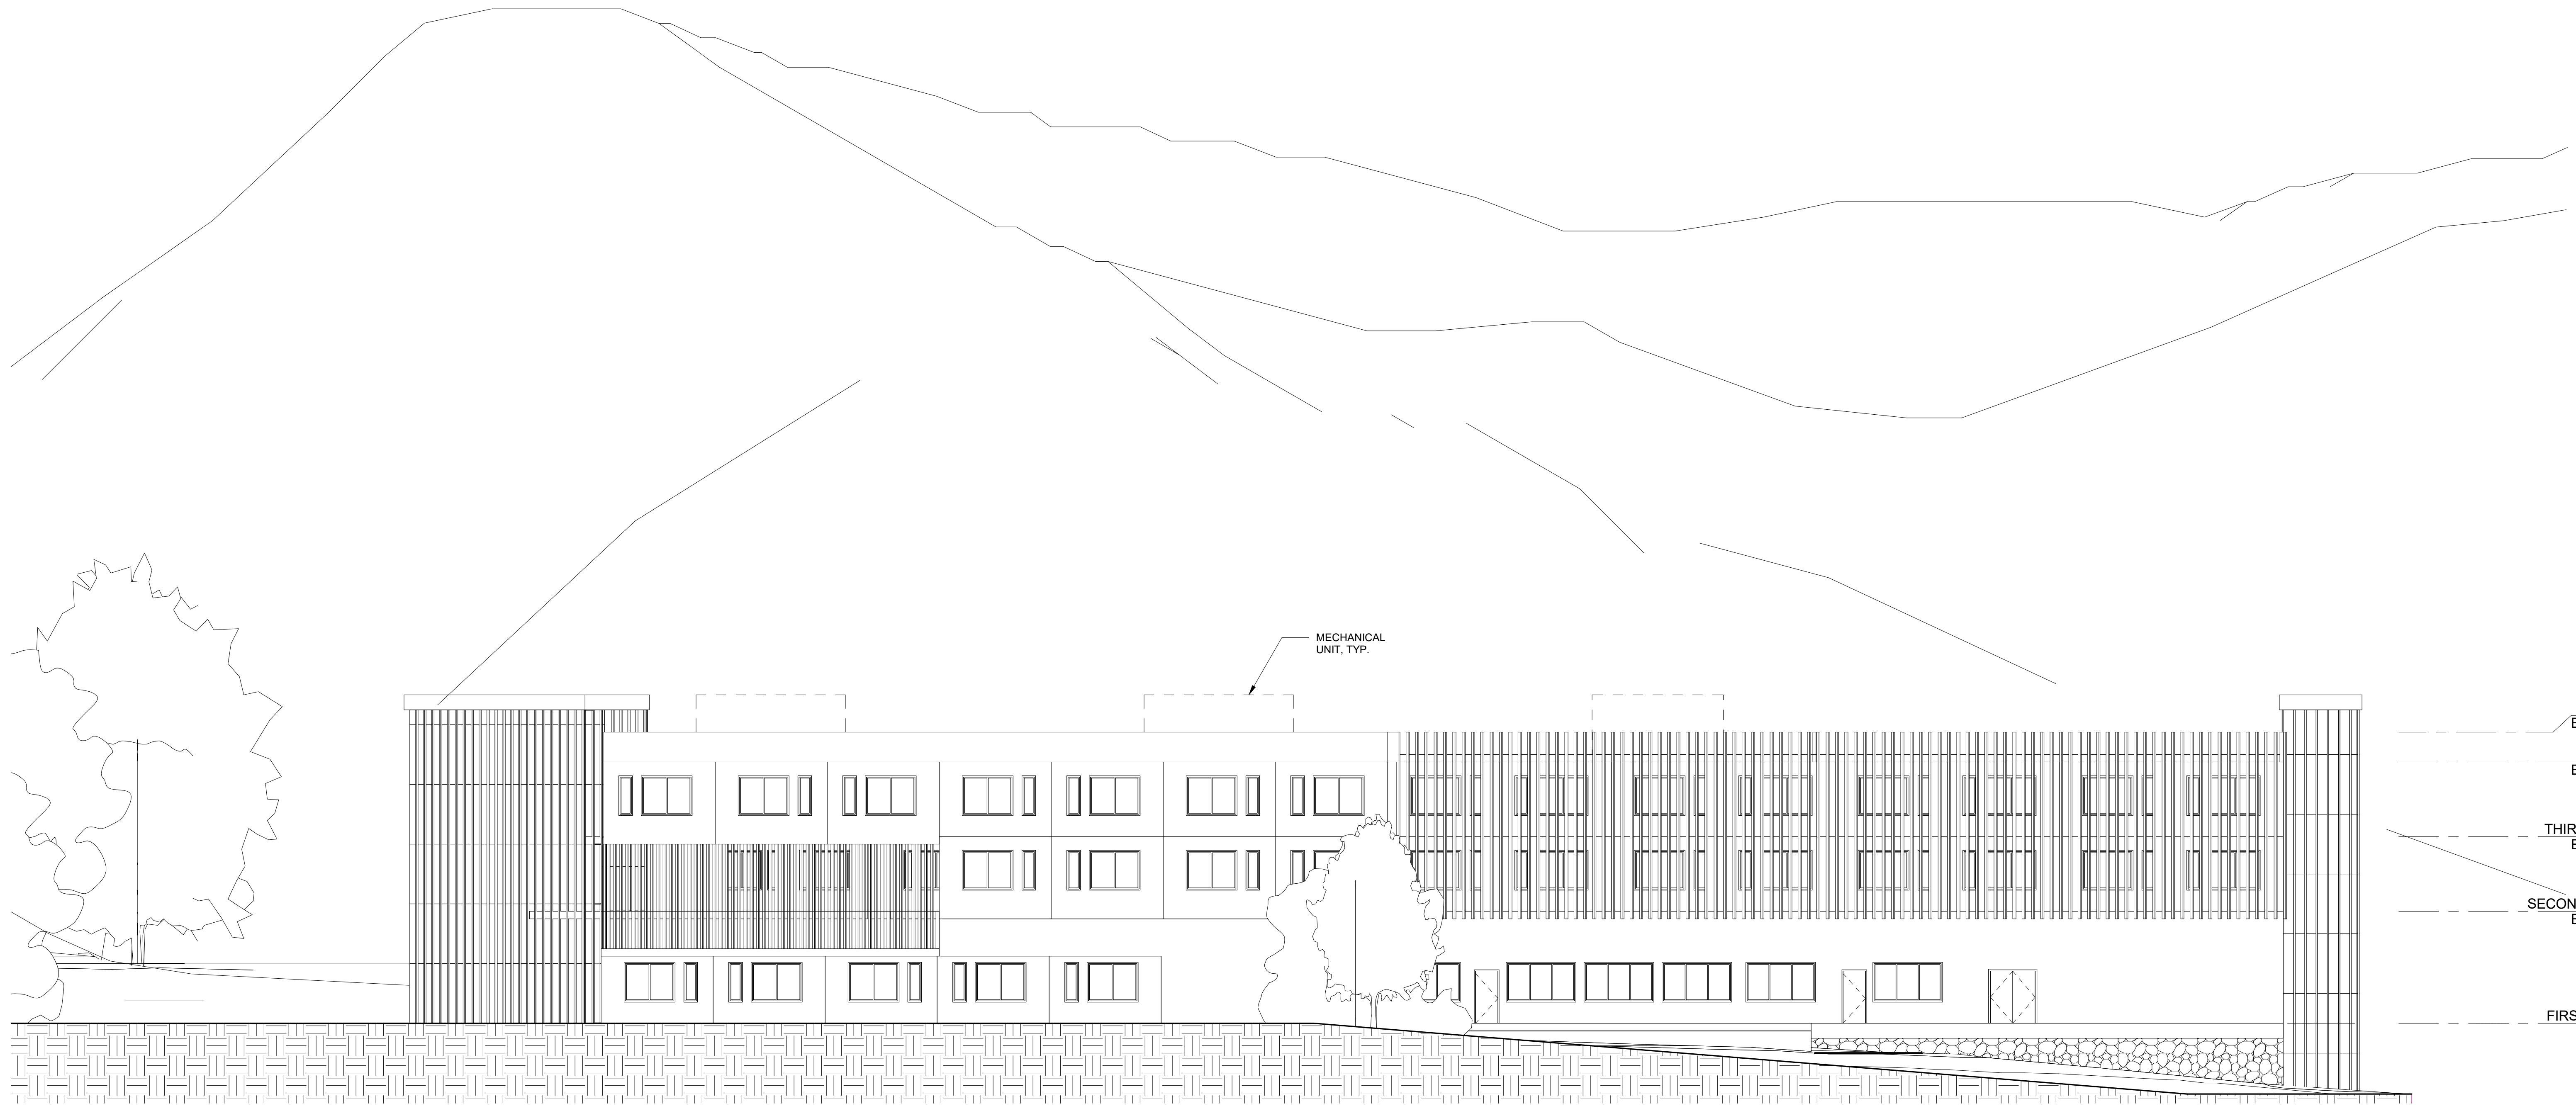 MECHANICAL
UNIT, TYP.
E
E
THIR
E
SECON
E
FIRS